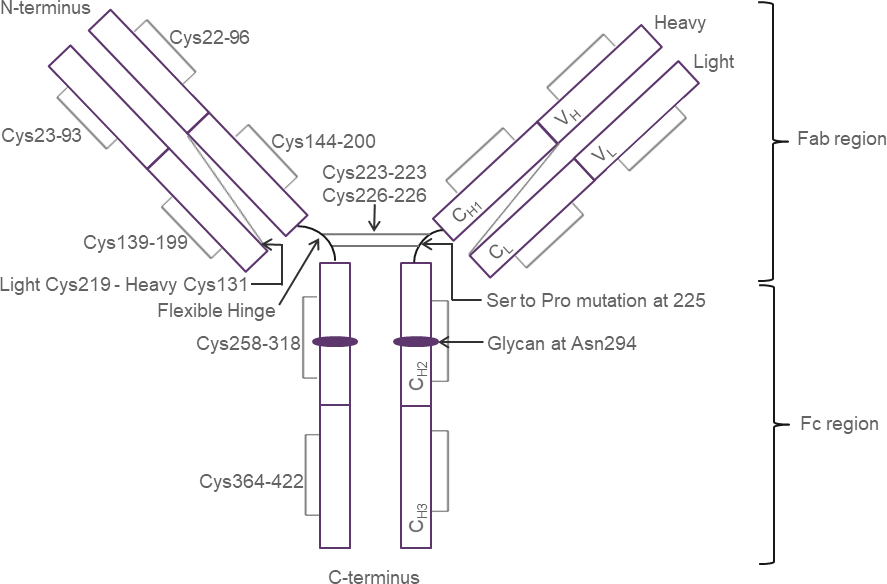 N-terminus
Cys22-96
Heavy
Light
Cys23-93
Cys144-200
VH
VL
Fab region
Cys223-223
Cys226-226
CH1
CL
Cys139-199
Light Cys219 - Heavy Cys131
Flexible Hinge
Ser to Pro mutation at 225
Cys258-318
Glycan at Asn294
CH2
Fc region
Cys364-422
CH3
C-terminus